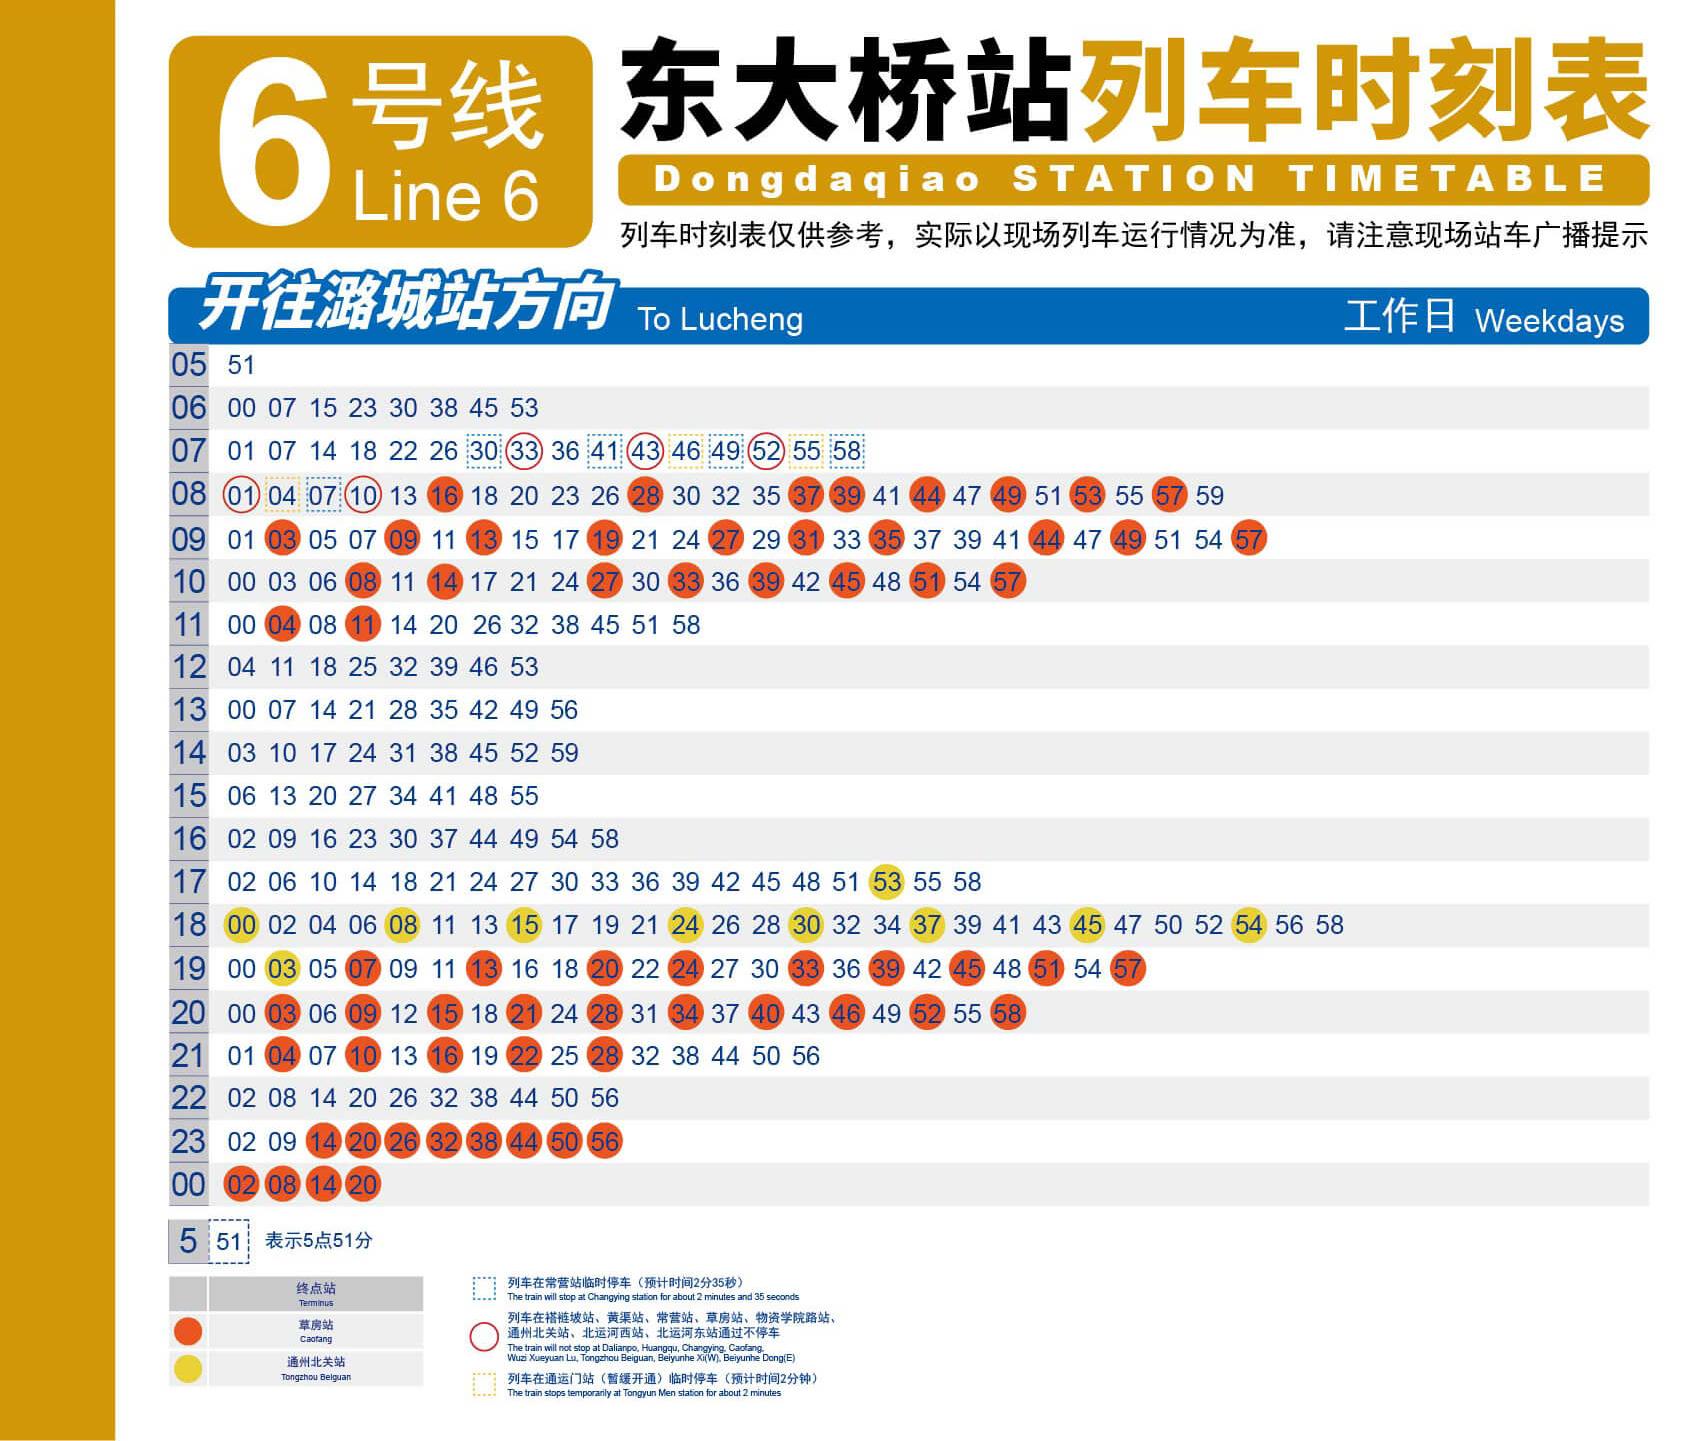 6 号线
Line 6
东大桥站列车时刻表
Dongdaqiao STATION TIMETABLE
列车时刻表仅供参考，实际以现场列车运行情况为准，请注意现场站车广播提示
开往潞城站方向 To Lucheng 工作日 Weekdays
05 51
06 00 07 15 23 30 38 45 53
07 01 07 14 18 22 26 30 33 36 41 43 46 49 52 55 58
08 01 04 07 10 13 16 18 20 23 26 28 30 32 35 37 39 41 44 47 49 51 53 55 57 59
09 01 03 05 07 09 11 13 15 17 19 21 24 27 29 31 33 35 37 39 41 44 47 49 51 54 57
10 00 03 06 08 11 14 17 21 24 27 30 33 36 39 42 45 48 51 54 57
11 00 04 08 11 14 20 26 32 38 45 51 58
12 04 11 18 25 32 39 46 53
13 00 07 14 21 28 35 42 49 56
14 03 10 17 24 31 38 45 52 59
15 06 13 20 27 34 41 48 55
16 02 09 16 23 30 37 44 49 54 58
17 02 06 10 14 18 21 24 27 30 33 36 39 42 45 48 51 53 55 58
18 00 02 04 06 08 11 13 15 17 19 21 24 26 28 30 32 34 37 39 41 43 45 47 50 52 54 56 58
19 00 03 05 07 09 11 13 16 18 20 22 24 27 30 33 36 39 42 45 48 51 54 57
20 00 03 06 09 12 15 18 21 24 28 31 34 37 40 43 46 49 52 55 58
21 01 04 07 10 13 16 19 22 25 28 32 38 44 50 56
22 02 08 14 20 26 32 38 44 50 56
23 02 09 14 20 26 32 38 44 50 56
00 02 08 14 20
5 51 表示5点51分
终点站
Terminus
草房站
Caofang
通州北关站
Tongzhou Beiguan
列车在常营站临时停车（预计时间2分35秒）
The train will stop at Changying station for about 2 minutes and 35 seconds
列车在褡裢坡站、黄渠站、常营站、草房站、物资学院路站、
通州北关站、北运河西站、北运河东站通过不停车
The train will not stop at Dalianpo, Huangqu, Changying, Caofang,
Wuzi Xueyuan Lu, Tongzhou Beiguan, Beiyunhe Xi(W), Beiyunhe Dong(E)
列车在通运门站（暂缓开通）临时停车（预计时间2分钟）
The train stops temporarily at Tongyun Men station for about 2 minutes